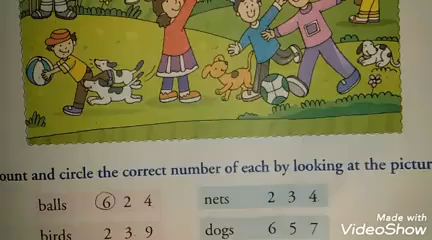 ount and circle the correct number of each by looking at the pictur
balls 6 2 4 nets 2 3 4
birds 2 3 9 dogs 6 5 7
Made with
VideoShow